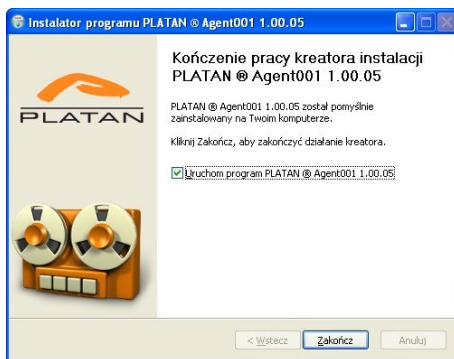 Instalator programu PLATAN ® Agent001 1.00.05
PLATAN
Kończenie pracy kreatora instalacji
PLATAN ® Agent001 1.00.05
PLATAN ® Agent001 1.00.05 został pomyślnie
zainstalowany na Twoim komputerze.
Kliknij Zakończ, aby zakończyć działanie kreatora.
Uruchom program PLATAN ® Agent001 1.00.05
< Wstecz
Zakończ
Anuluj